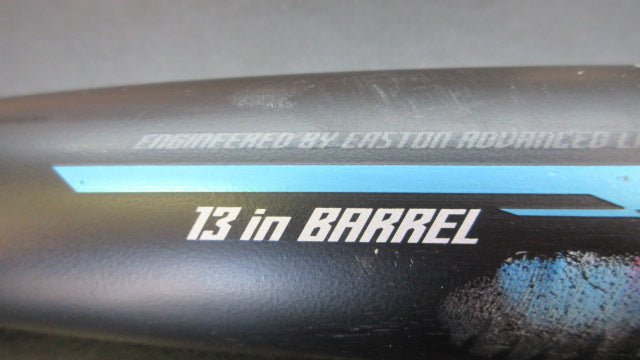 ENGINEERED BY EASTON ADVANCED
13 in BARREL